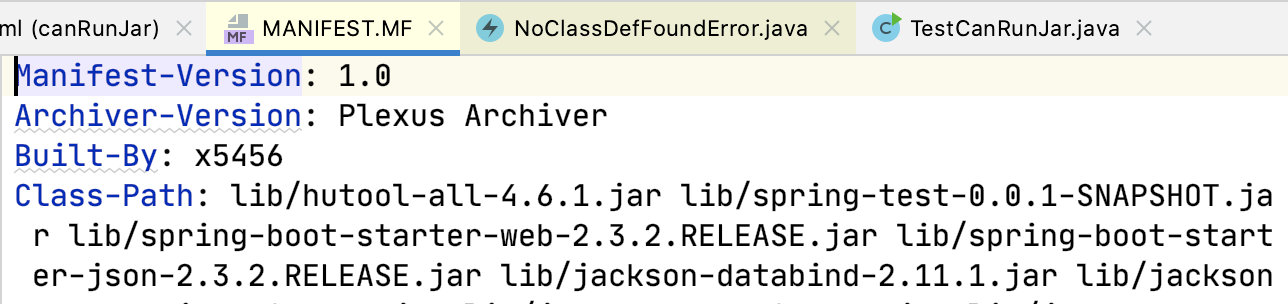 ml (canRunJar)
MF MANIFEST.MF
NoClassDefFoundError.java
C TestCanRunJar.java
Manifest-Version: 1.0
Archiver-Version: Plexus Archiver
Built-By: x5456
Class-Path: lib/hutool-all-4.6.1.jar lib/spring-test-0.0.1-SNAPSHOT.ja
r lib/spring-boot-starter-web-2.3.2.RELEASE.jar lib/spring-boot-start
er-json-2.3.2.RELEASE.jar lib/jackson-databind-2.11.1.jar lib/jackson